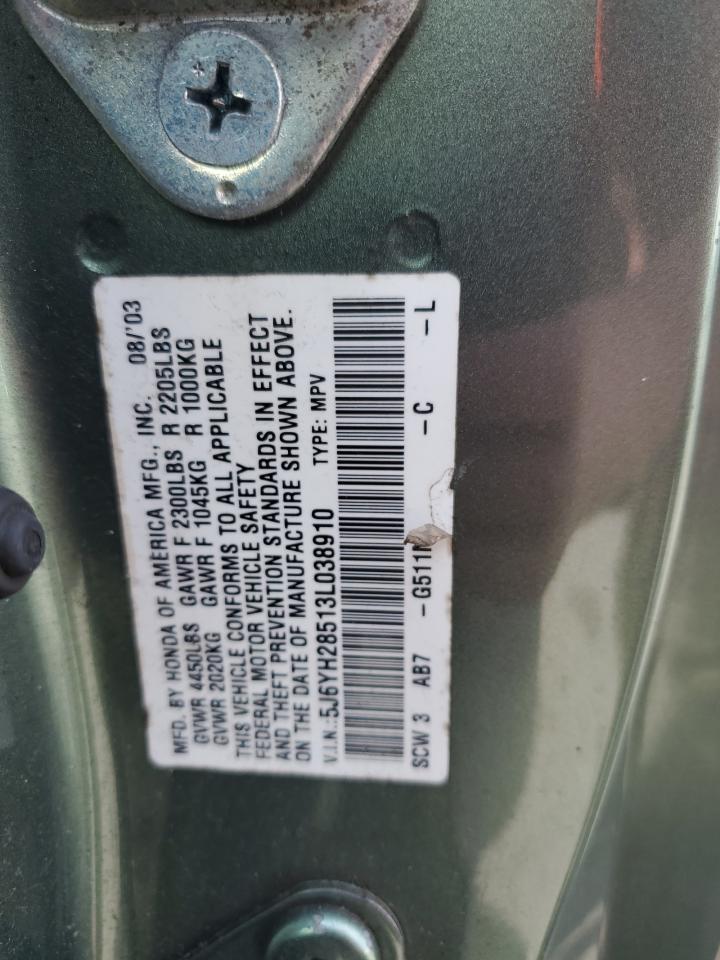 MFD. BY HONDA OF AMERICA MFG., INC. 08/'03
GVWR 4450LBS GAWR F 2300LBS R 2205LBS
GVWR 2020KG GAWR F 1045KG R 1000KG
THIS VEHICLE CONFORMS TO ALL APPLICABLE
FEDERAL MOTOR VEHICLE SAFETY
AND THEFT PREVENTION STANDARDS IN EFFECT
ON THE DATE OF MANUFACTURE SHOWN ABOVE.
V.I.N.:5J6YH28513L038910 TYPE: MPV
SCW 3 AB7 -G511 -C -L